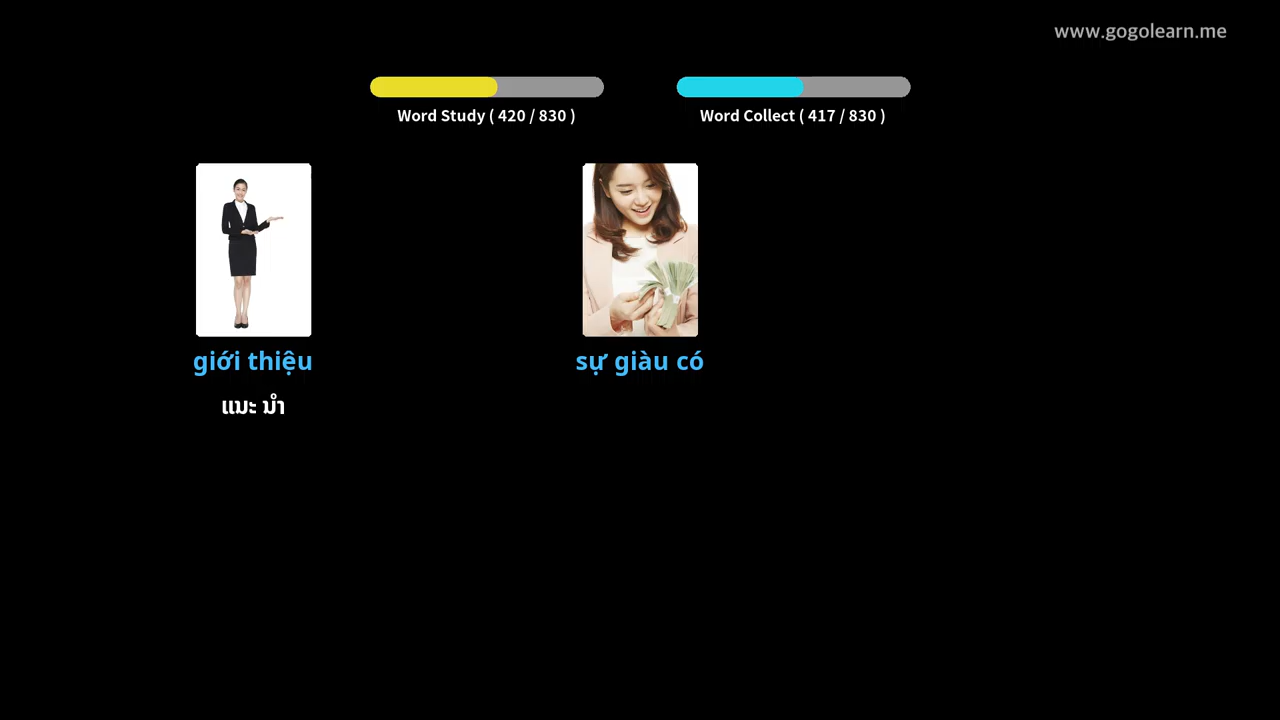 www.gogolearn.me
Word Study ( 420 / 830 )
Word Collect ( 417 / 830 )
giới thiệu
sự giàu có
ແນະ ນຳ